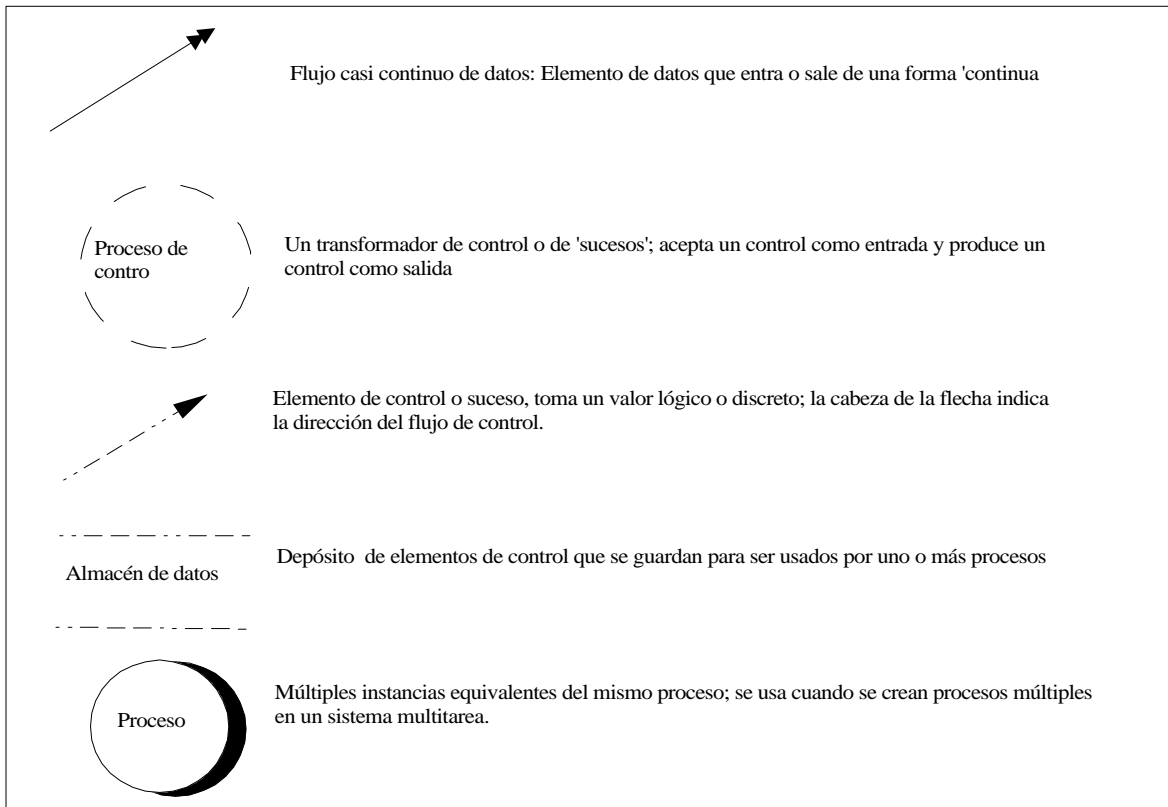 Flujo casi continuo de datos: Elemento de datos que entra o sale de una forma 'continua
Proceso de
contro
Un transformador de control o de 'sucesos'; acepta un control como entrada y produce un
control como salida
Elemento de control o suceso, toma un valor lógico o discreto; la cabeza de la flecha indica
la dirección del flujo de control.
Almacén de datos
Depósito de elementos de control que se guardan para ser usados por uno o más procesos
Proceso
Múltiples instancias equivalentes del mismo proceso; se usa cuando se crean procesos múltiples
en un sistema multitarea.